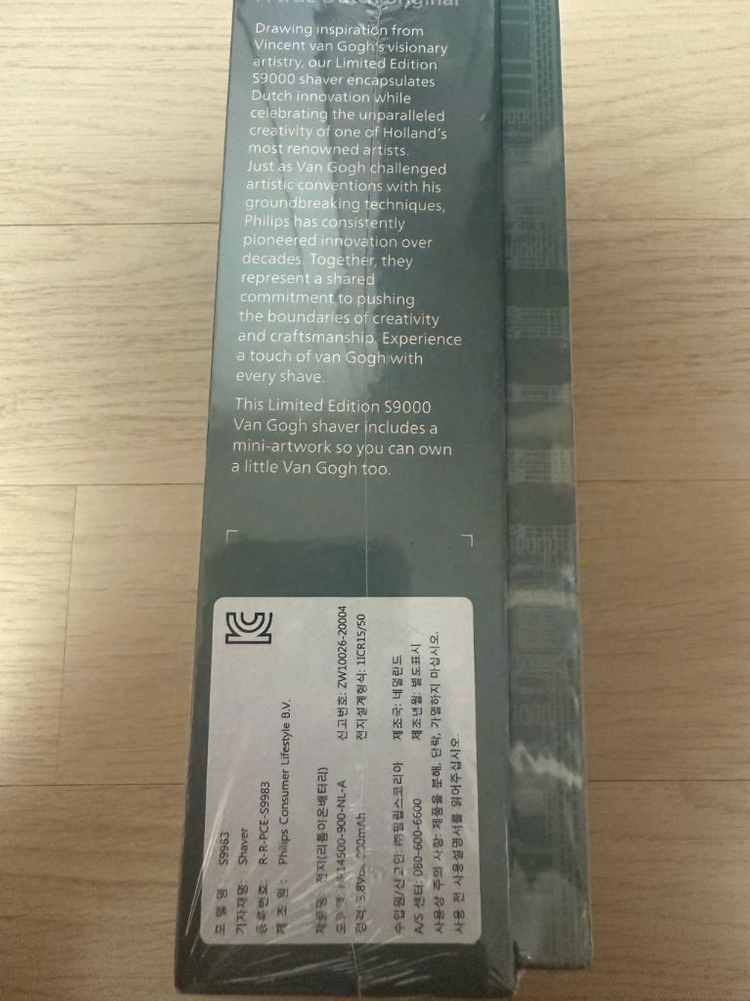 A true Dutch original
Drawing inspiration from
Vincent van Gogh's visionary
artistry, our Limited Edition
S9000 shaver encapsulates
Dutch innovation while
celebrating the unparalleled
creativity of one of Holland's
most renowned artists.
Just as Van Gogh challenged
artistic conventions with his
groundbreaking techniques,
Philips has consistently
pioneered innovation over
decades. Together, they
represent a shared
commitment to pushing
the boundaries of creativity
and craftsmanship. Experience
a touch of van Gogh with
every shave.
This Limited Edition S9000
Van Gogh shaver includes a
mini-artwork so you can own
a little Van Gogh too.
모 델 명 S9983
기자재명: Shaver
등록번호: R-R-PCE-S9983
제 조 원 : Philips Consumer Lifestyle B.V.
제품명: 전지(리튬이온배터리) 신고번호: ZW10026-20004
전지설계형식: 1ICR15/50
정격: 3.8V
수입원/신고인: ㈜필립스코리아 제조국: 네덜란드
A/S 센터: 080-600-6600 제조년월: 별도표시
사용상 주의 사항: 제품을 분해, 단락, 가열하지 마십시오.
사용 전 사용설명서를 읽어주십시오.